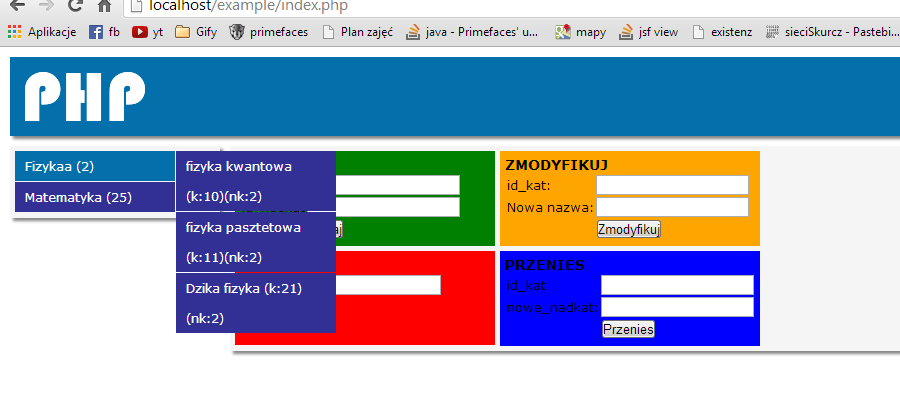 localhost/example/index.php
Aplikacje fb yt Gify primefaces Plan zajęć java - Primefaces' u... mapy jsf view existenz sieciSkurcz - Pastebi...
PHP
Fizykaa (2)
Matematyka (25)
fizyka kwantowa
(k:10)(nk:2)
fizyka pasztetowa
(k:11)(nk:2)
Dzika fizyka (k:21)
(nk:2)
ZMODYFIKUJ
id_kat:
Nowa nazwa:
Zmodyfikuj
PRZENIES
id_kat
nowe_nadkat:
Przenies